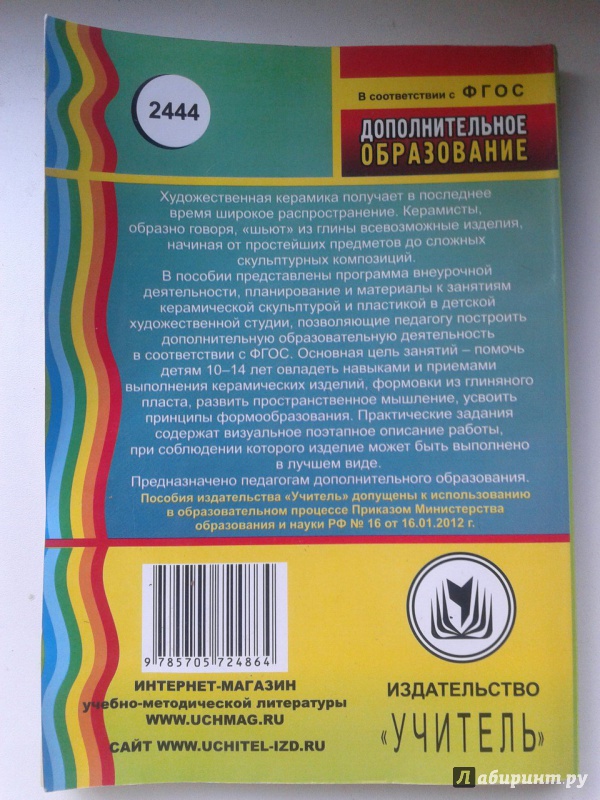 2444
В соответствии с ФГОС
ДОПОЛНИТЕЛЬНОЕ
ОБРАЗОВАНИЕ
Художественная керамика получает в последнее
время широкое распространение. Керамисты,
образно говоря, «шьют» из глины всевозможные изделия,
начиная от простейших предметов до сложных
скульптурных композиций.
В пособии представлены программа внеурочной
деятельности, планирование и материалы к занятиям
керамической скульптурой и пластикой в детской
художественной студии, позволяющие педагогу построить
дополнительную образовательную деятельность
в соответствии с ФГОС. Основная цель занятий – помочь
детям 10–14 лет овладеть навыками и приемами
выполнения керамических изделий, формовки из глиняного
пласта, развить пространственное мышление, усвоить
принципы формообразования. Практические задания
содержат визуальное поэтапное описание работы,
при соблюдении которого изделие может быть выполнено
в лучшем виде.
Предназначено педагогам дополнительного образования.
Пособия издательства «Учитель» допущены к использованию
в образовательном процессе Приказом Министерства
образования и науки РФ № 16 от 16.01.2012 г.
9 785705 724864
ИНТЕРНЕТ-МАГАЗИН
учебно-методической литературы
WWW.UCHMAG.RU
САЙТ WWW.UCHITEL-IZD.RU
ИЗДАТЕЛЬСТВО
«УЧИТЕЛЬ»
Лабиринт.ру